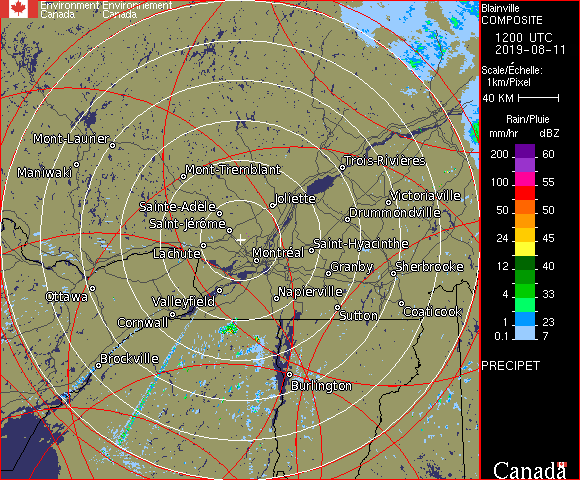 Environment Environnement
Canada Canada
Blainville
COMPOSITE
1200 UTC
2019-08-11
Scale/Échelle:
1km/Pixel
40 KM
Rain/Pluie
mm/hr dBZ
200 60
100 55
50 50
24 45
12 40
4 33
1 23
0.1 7
PRECIPET
Canada
Mont-Laurier
Maniwaki
Mont-Tremblant
Trois-Rivières
Joliette
Victoriaville
Sainte-Adèle
Drummondville
Saint-Jérôme
Lachute
Montréal
Saint-Hyacinthe
Granby
Sherbrooke
Ottawa
Valleyfield
Napierville
Cornwall
Sutton
Coaticook
Brockville
Burlington